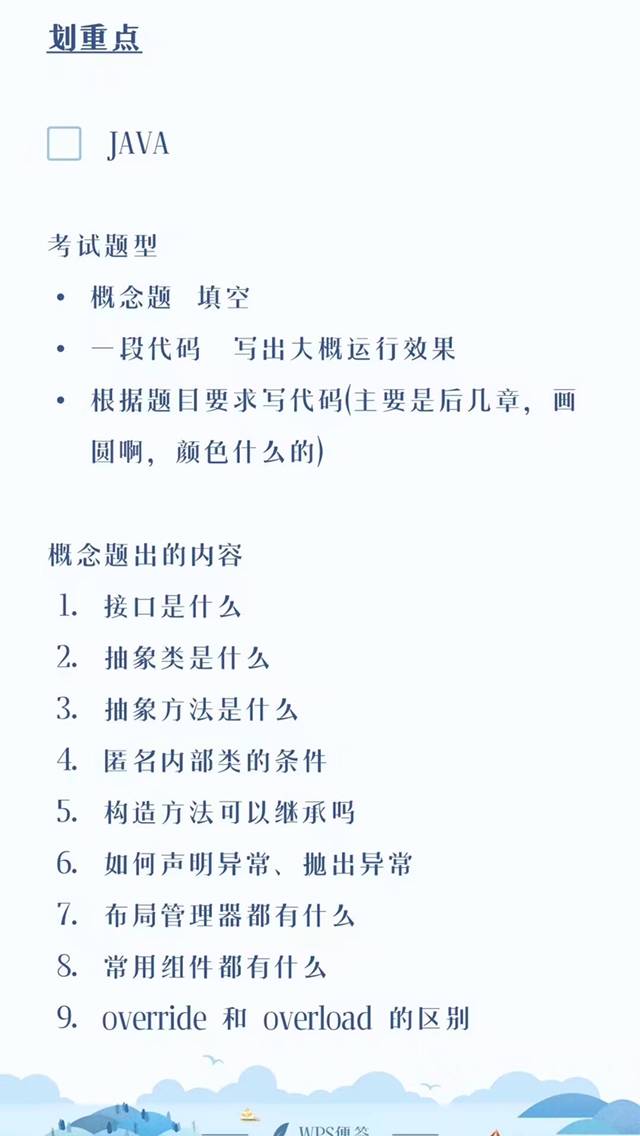 划重点
JAVA
考试题型
• 概念题 填空
• 一段代码 写出大概运行效果
• 根据题目要求写代码(主要是后几章，画
圆啊，颜色什么的)
概念题出的内容
1. 接口是什么
2. 抽象类是什么
3. 抽象方法是什么
4. 匿名内部类的条件
5. 构造方法可以继承吗
6. 如何声明异常、抛出异常
7. 布局管理器都有什么
8. 常用组件都有什么
9. override 和 overload 的区别
WPS便签